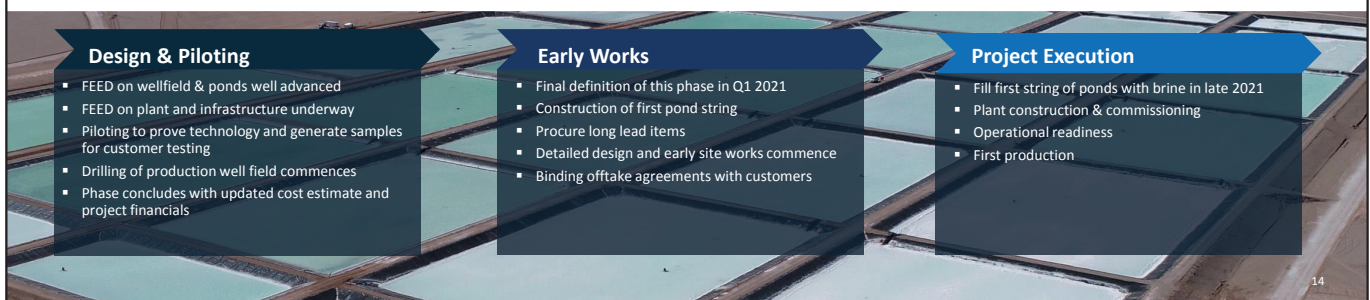 Design & Piloting
▪ FEED on wellfield & ponds well advanced
▪ FEED on plant and infrastructure underway
▪ Piloting to prove technology and generate samples
for customer testing
▪ Drilling of production well field commences
▪ Phase concludes with updated cost estimate and
project financials
Early Works
▪ Final definition of this phase in Q1 2021
▪ Construction of first pond string
▪ Procure long lead items
▪ Detailed design and early site works commence
▪ Binding offtake agreements with customers
Project Execution
▪ Fill first string of ponds with brine in late 2021
▪ Plant construction & commissioning
▪ Operational readiness
▪ First production
14